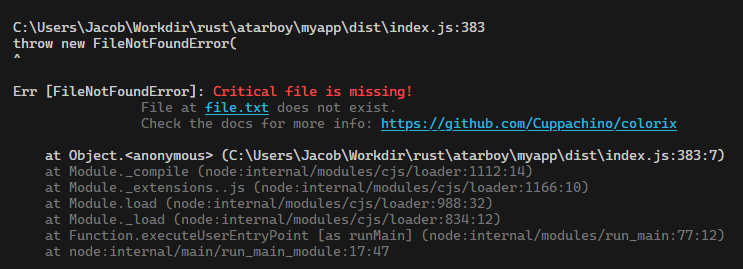 C:\Users\Jacob\Workdir\rust\atarboy\myapp\dist\index.js:383
throw new FileNotFoundError(
^
Err [FileNotFoundError]: Critical file is missing!
File at file.txt does not exist.
Check the docs for more info: https://github.com/Cuppachino/colorix
at Object.<anonymous> (C:\Users\Jacob\Workdir\rust\atarboy\myapp\dist\index.js:383:7)
at Module._compile (node:internal/modules/cjs/loader:1112:14)
at Module._extensions..js (node:internal/modules/cjs/loader:1166:10)
at Module.load (node:internal/modules/cjs/loader:988:32)
at Module._load (node:internal/modules/cjs/loader:834:12)
at Function.executeUserEntryPoint [as runMain] (node:internal/modules/run_main:77:12)
at node:internal/main/run_main_module:17:47